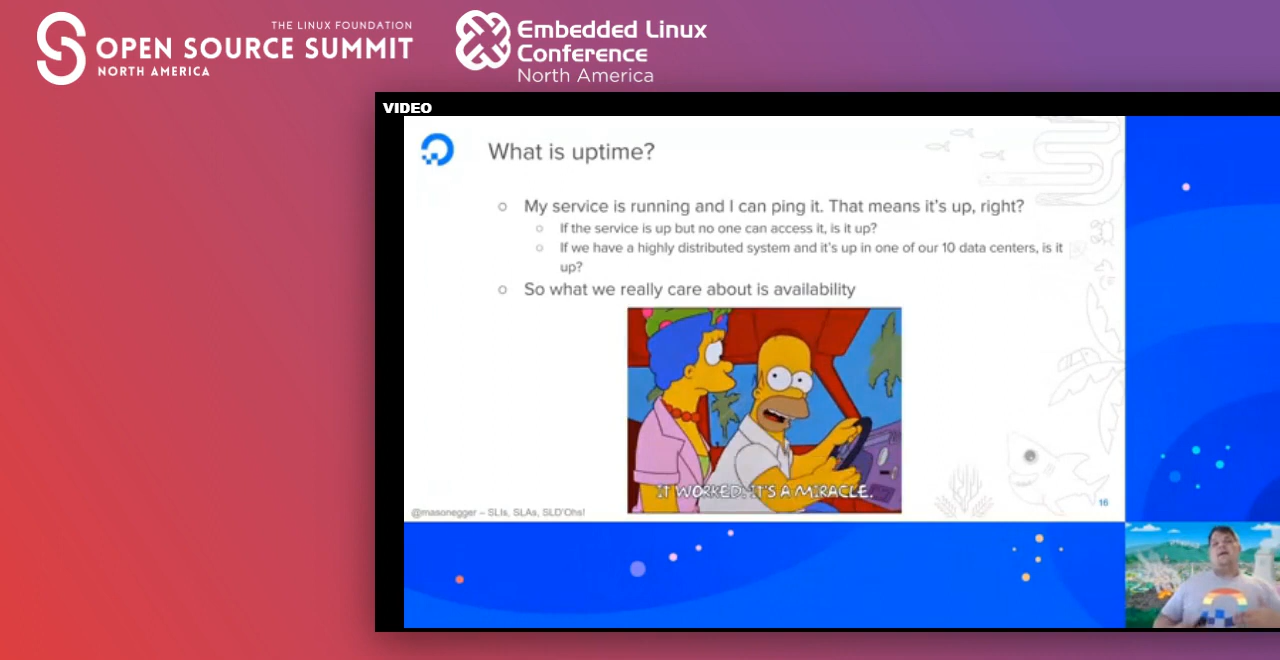 THE LINUX FOUNDATION
OPEN SOURCE SUMMIT
NORTH AMERICA
Embedded Linux
Conference
North America
VIDEO
What is uptime?
My service is running and I can ping it. That means it's up, right?
If the service is up but no one can access it, is it up?
If we have a highly distributed system and it's up in one of our 10 data centers, is it
up?
So what we really care about is availability
IT WORKED. IT'S A MIRACLE.
@masonegger – SLIs, SLAs, SLD'Ohs!
16